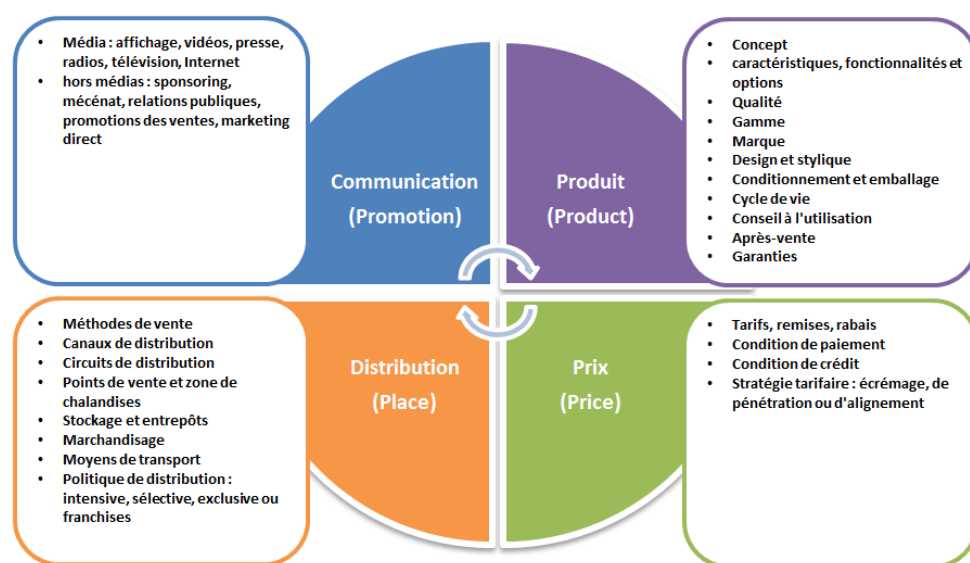 • Média : affichage, vidéos, presse,
radios, télévision, Internet
• hors médias : sponsoring,
mécénat, relations publiques,
promotions des ventes, marketing
direct
Communication
(Promotion)
Produit
(Product)
• Concept
• caractéristiques, fonctionnalités et
options
• Qualité
• Gamme
• Marque
• Design et stylique
• Conditionnement et emballage
• Cycle de vie
• Conseil à l'utilisation
• Après-vente
• Garanties
• Méthodes de vente
• Canaux de distribution
• Circuits de distribution
• Points de vente et zone de
chalandises
• Stockage et entrepôts
• Marchandisage
• Moyens de transport
• Politique de distribution :
intensive, sélective, exclusive ou
franchises
Distribution
(Place)
Prix
(Price)
• Tarifs, remises, rabais
• Condition de paiement
• Condition de crédit
• Stratégie tarifaire : écrémage, de
pénétration ou d'alignement